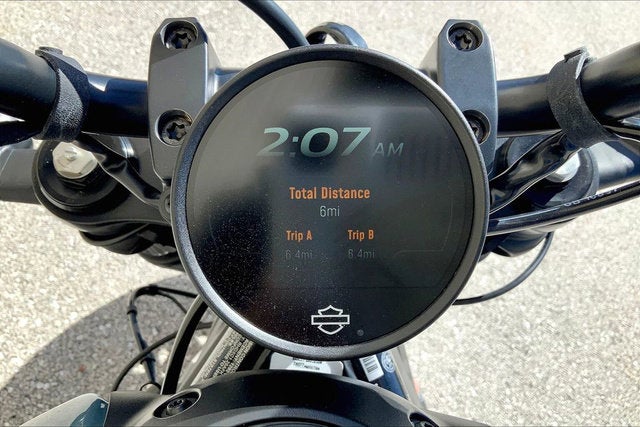 2:07 AM
Total Distance
6mi
Trip A Trip B
6.4mi 6.4mi
®